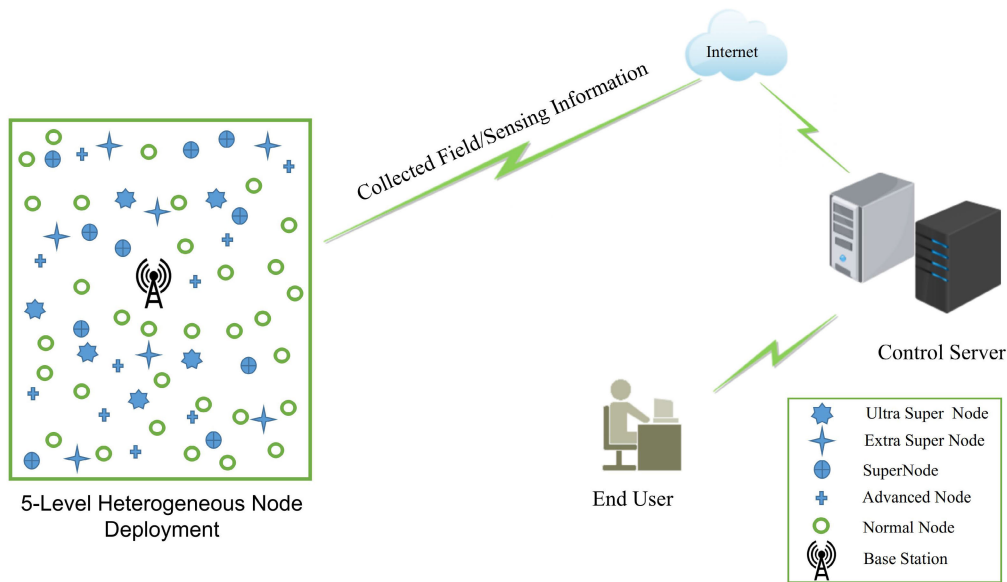 Internet
Collected Field/Sensing Information
Control Server
End User
5-Level Heterogeneous Node
Deployment
Ultra Super Node
Extra Super Node
SuperNode
Advanced Node
Normal Node
Base Station